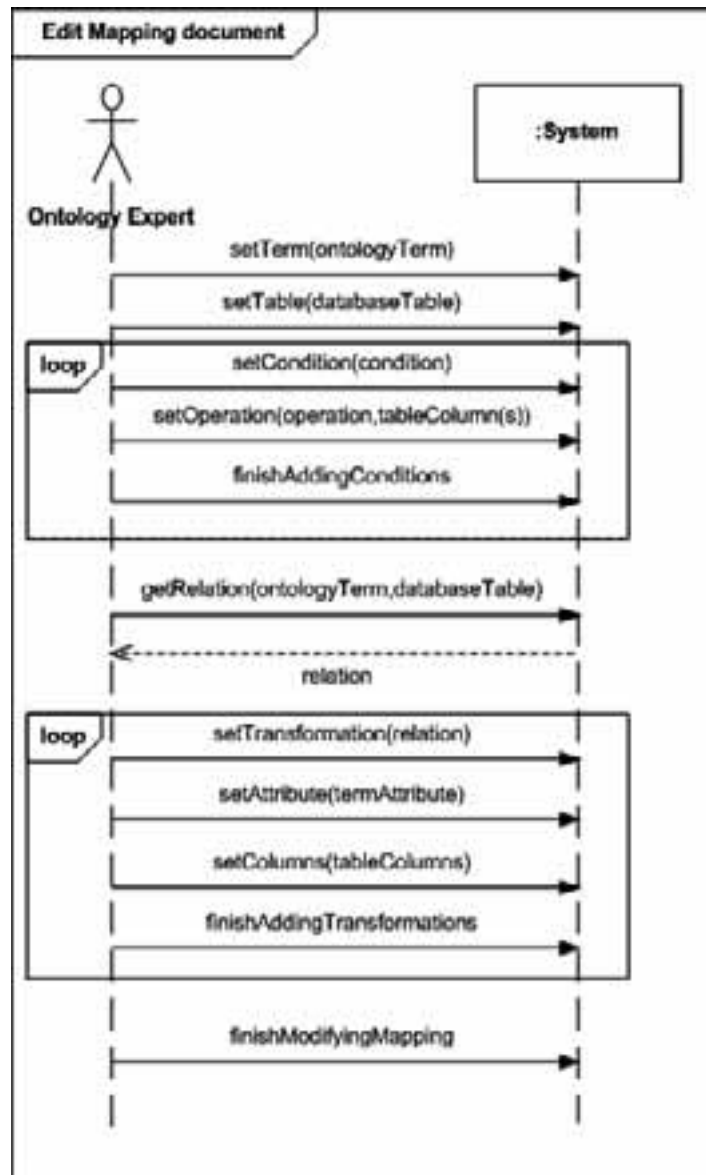 Edit Mapping document
:System
Ontology Expert
setTerm(ontologyTerm)
setTable(databaseTable)
loop
setCondition(condition)
setOperation(operation,tableColumn(s))
finishAddingConditions
getRelation(ontologyTerm,databaseTable)
relation
loop
setTransformation(relation)
setAttribute(termAttribute)
setColumns(tableColumns)
finishAddingTransformations
finishModifyingMapping